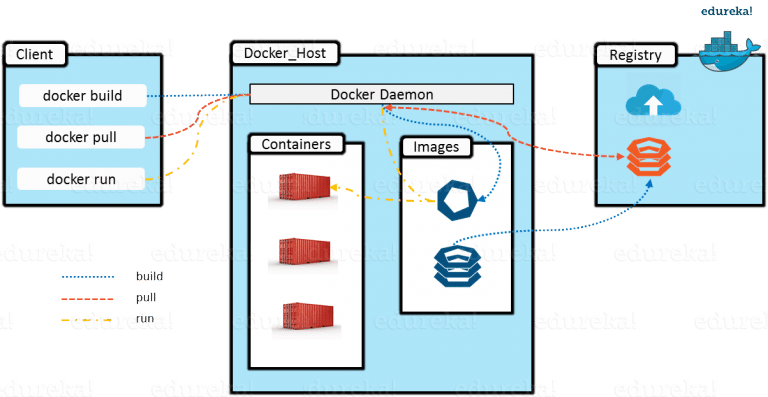 edureka!
Client
Docker_Host
Registry
docker build
Docker Daemon
docker pull
Containers
Images
docker run
build
pull
run